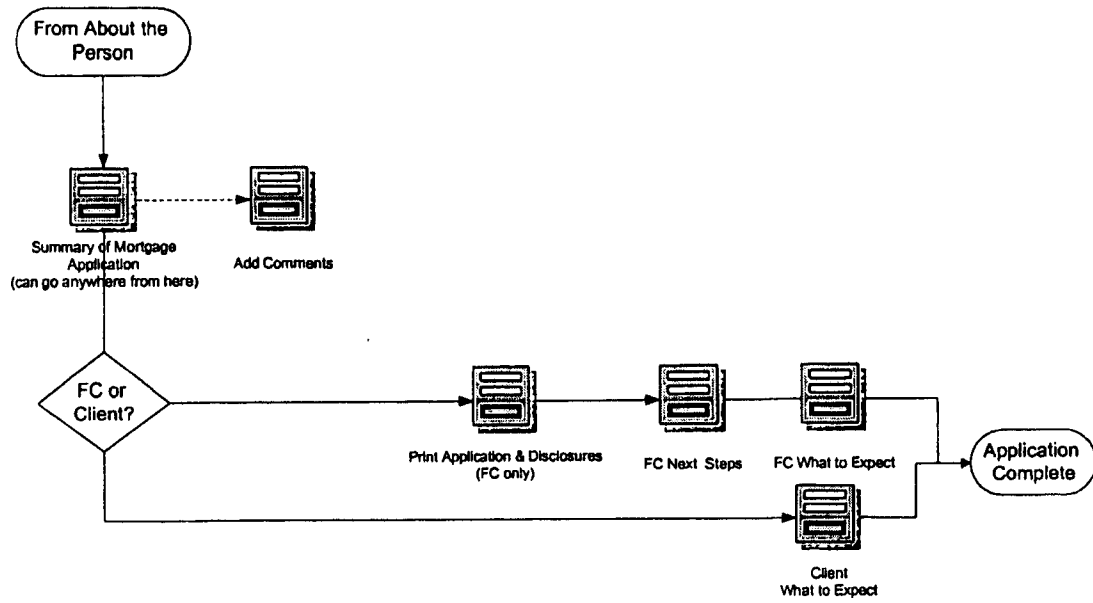 From About the
Person
Summary of Mortgage
Application
(can go anywhere from here)
Add Comments
FC or
Client?
Print Application & Disclosures
(FC only)
FC Next Steps
FC What to Expect
Application
Complete
Client
What to Expect